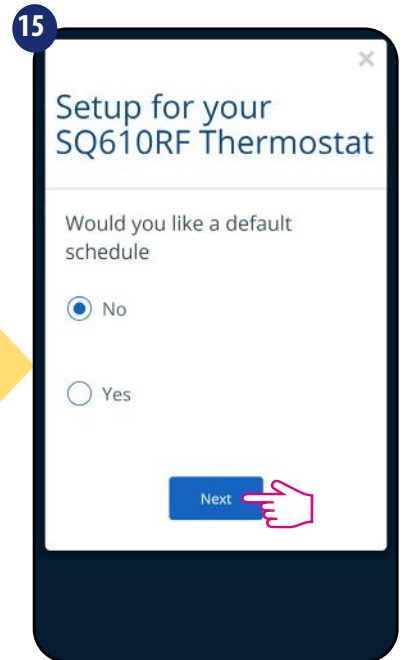 15
×
Setup for your
SQ610RF Thermostat
Would you like a default
schedule
No
Yes
Next